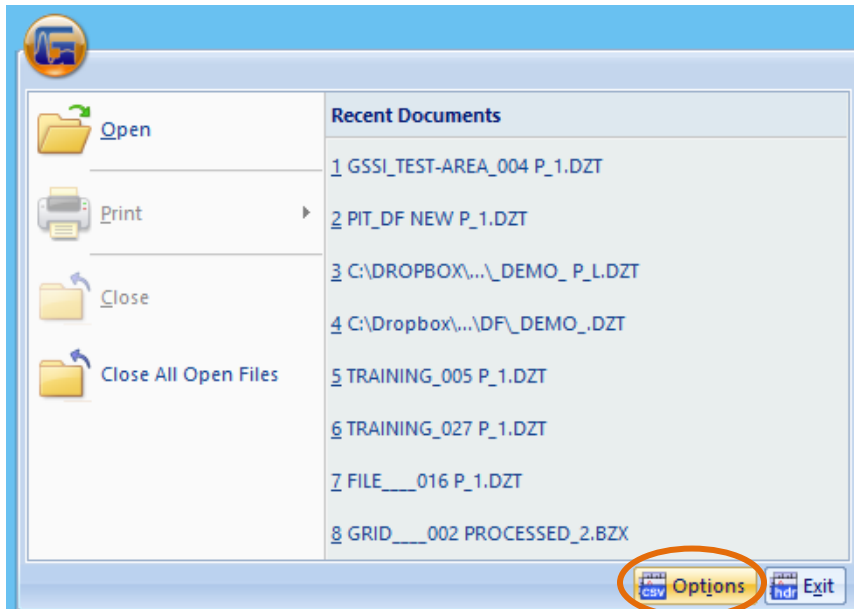 Open
Print
Close
Close All Open Files
Recent Documents
1 GSSI_TEST-AREA_004 P_1.DZT
2 PIT_DF NEW P_1.DZT
3 C:\DROPBOX\...\_DEMO_ P_L.DZT
4 C:\Dropbox\...\DF\_DEMO_.DZT
5 TRAINING_005 P_1.DZT
6 TRAINING_027 P_1.DZT
7 FILE____016 P_1.DZT
8 GRID____002 PROCESSED_2.BZX
csv Options
hdr Exit